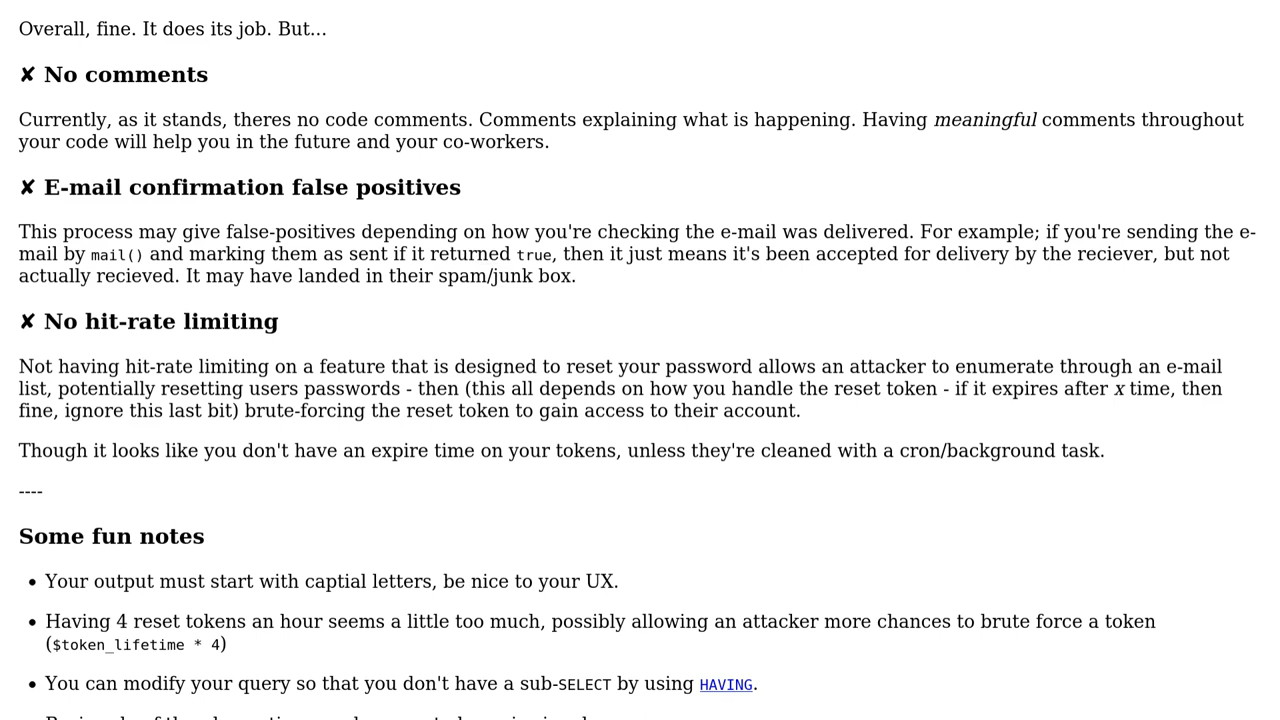 Overall, fine. It does its job. But...
✘ No comments
Currently, as it stands, theres no code comments. Comments explaining what is happening. Having meaningful comments throughout
your code will help you in the future and your co-workers.
✘ E-mail confirmation false positives
This process may give false-positives depending on how you're checking the e-mail was delivered. For example; if you're sending the e-
mail by mail() and marking them as sent if it returned true, then it just means it's been accepted for delivery by the reciever, but not
actually recieved. It may have landed in their spam/junk box.
✘ No hit-rate limiting
Not having hit-rate limiting on a feature that is designed to reset your password allows an attacker to enumerate through an e-mail
list, potentially resetting users passwords - then (this all depends on how you handle the reset token - if it expires after x time, then
fine, ignore this last bit) brute-forcing the reset token to gain access to their account.
Though it looks like you don't have an expire time on your tokens, unless they're cleaned with a cron/background task.
----
Some fun notes
• Your output must start with captial letters, be nice to your UX.
• Having 4 reset tokens an hour seems a little too much, possibly allowing an attacker more chances to brute force a token
($token_lifetime * 4)
• You can modify your query so that you don't have a sub-SELECT by using HAVING.